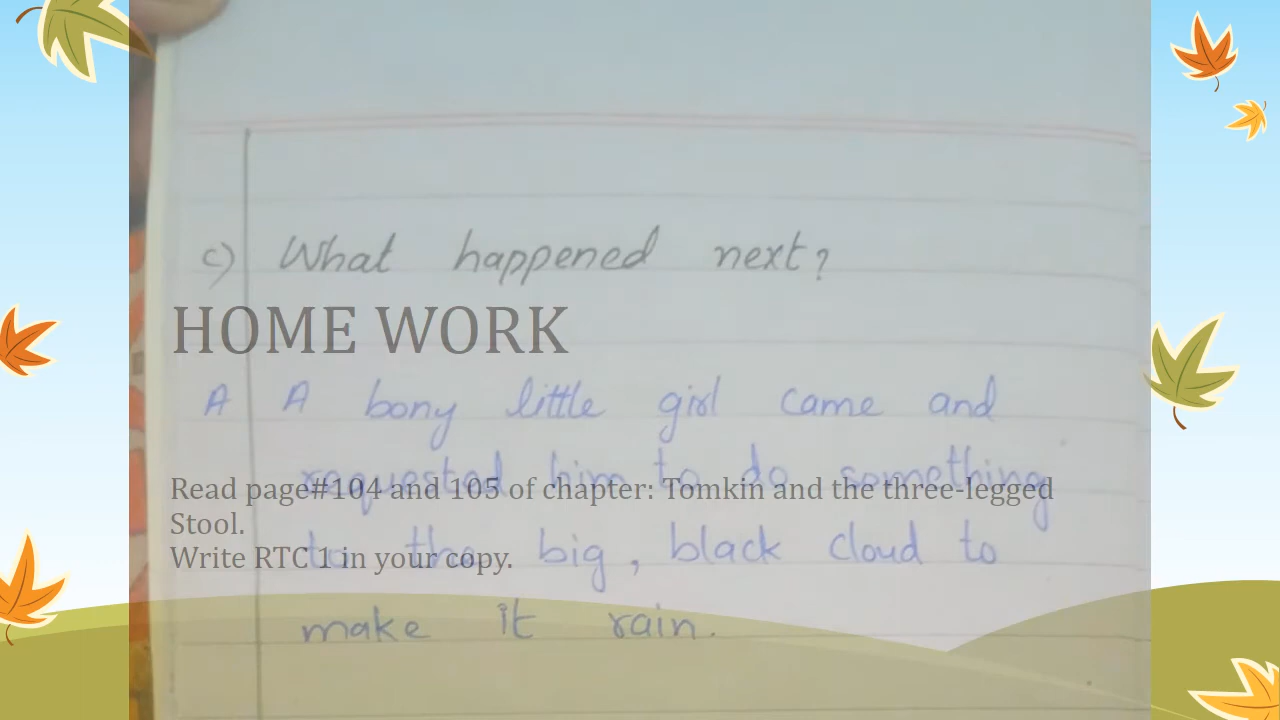 c) What happened next?
HOME WORK
A A bony little girl came and
requested him to do something
Read page#104 and 105 of chapter: Tomkin and the three-legged
Stool.
to the big, black cloud to
Write RTC 1 in your copy.
make it rain.